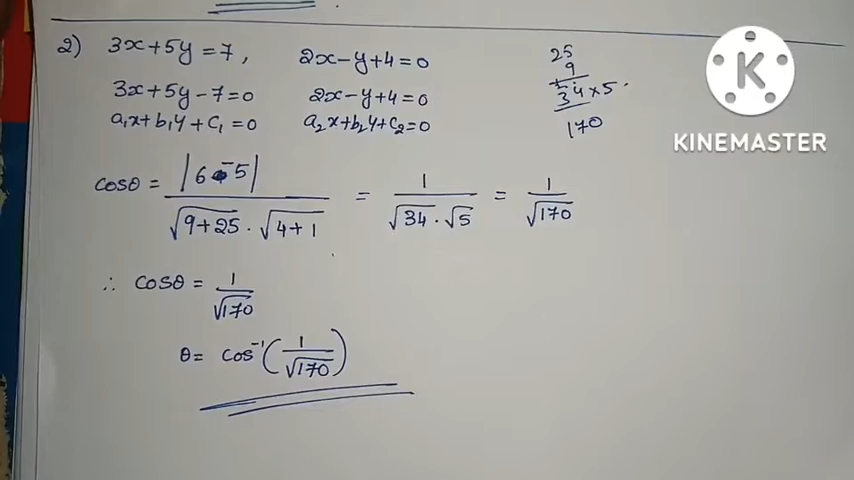 2) 3x+5y=7, 2x-y+4=0
3x+5y-7=0 2x-y+4=0
a₁x+b₁y+c₁=0 a₂x+b₂y+c₂=0
cosθ = |6-5| / √(9+25) · √(4+1) = 1/(√34 · √5) = 1/√170
∴ cosθ = 1/√170
θ = cos⁻¹(1/√170)
25
9
34×5
170
K
KINEMASTER